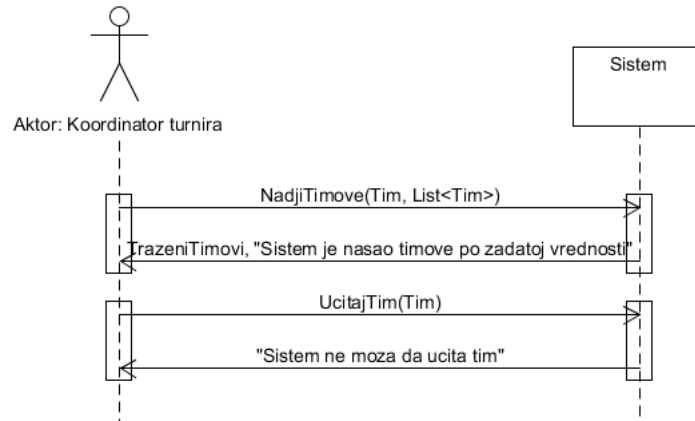 Sistem
Aktor: Koordinator turnira
NadjiTimove(Tim, List<Tim>)
TrazeniTimovi, "Sistem je nasao timove po zadatoj vrednosti"
UcitajTim(Tim)
"Sistem ne moza da ucita tim"